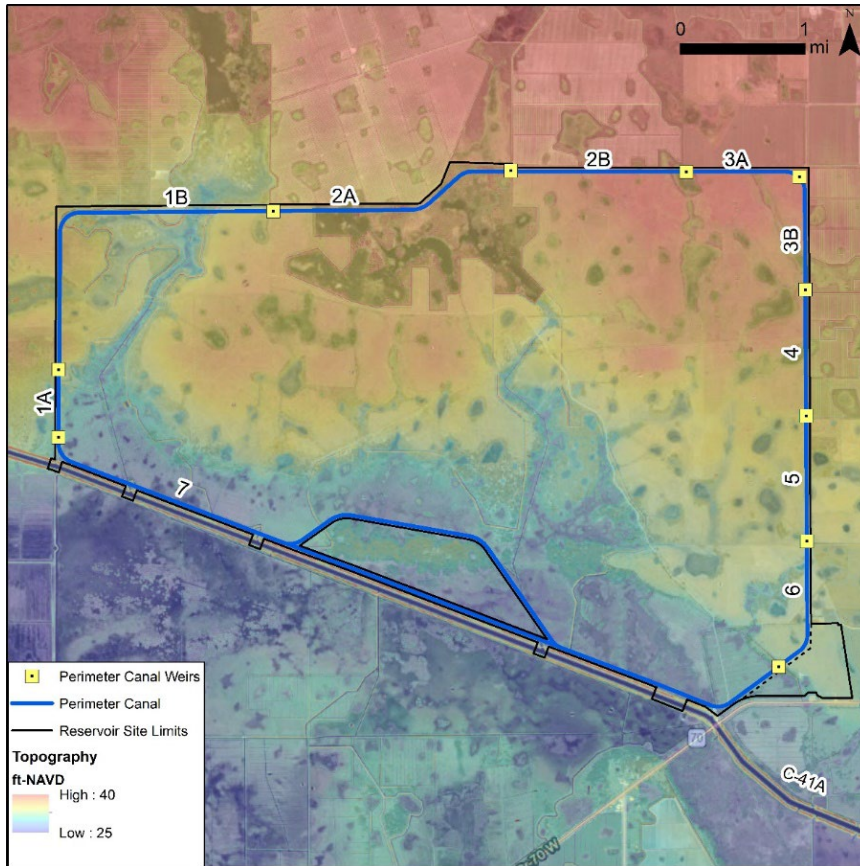 N
0 1
mi
2B
3A
1B
2A
3B
4
1A
5
7
6
70
C-41A
Perimeter Canal Weirs
Perimeter Canal
Reservoir Site Limits
Topography
ft-NAVD
High : 40
Low : 25